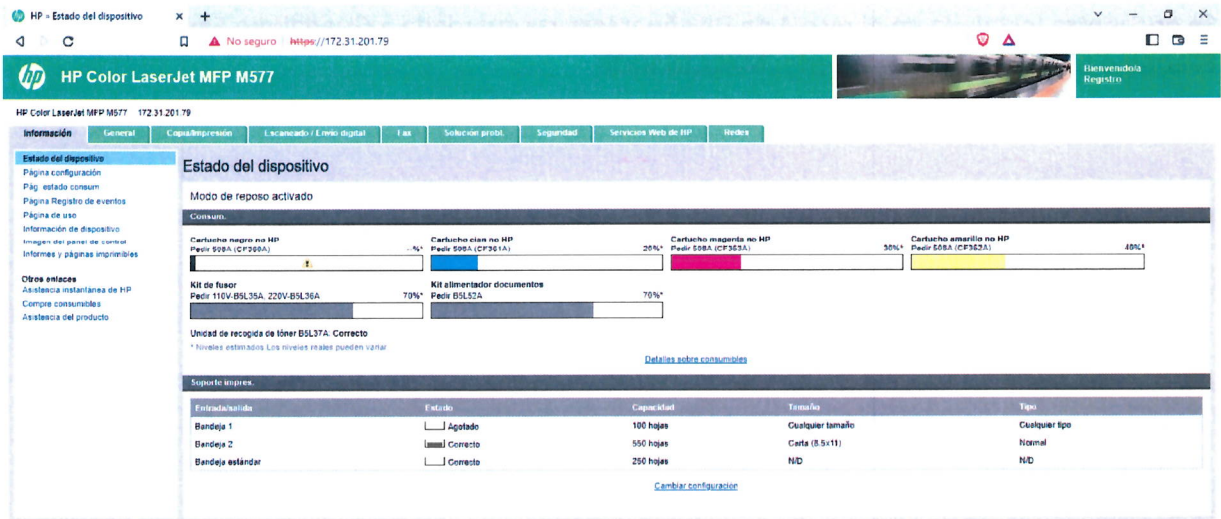 HP - Estado del dispositivo
No seguro https://172.31.201.79
hp HP Color LaserJet MFP M577
Bienvenido/a
Registro
HP Color LaserJet MFP M577 172.31.201.79
Información General Copia/Impresión Escaneado / Envío digital Fax Solución probl. Seguridad Servicios Web de HP Redes
Estado del dispositivo
Página configuración
Pág. estado consum
Página Registro de eventos
Página de uso
Información de dispositivo
Imagen del panel de control
Informes y páginas imprimibles
Otros enlaces
Asistencia instantánea de HP
Compre consumibles
Asistencia del producto
Estado del dispositivo
Modo de reposo activado
Consum.
Cartucho negro no HP
Pedir 508A (CF360A) --%*
Cartucho cian no HP
Pedir 508A (CF361A) 20%*
Cartucho magenta no HP
Pedir 508A (CF363A) 30%*
Cartucho amarillo no HP
Pedir 508A (CF362A) 40%*
Kit de fusor
Pedir 110V-B5L35A, 220V-B5L36A 70%*
Kit alimentador documentos
Pedir B5L52A 70%*
Unidad de recogida de tóner B5L37A: Correcto
* Niveles estimados. Los niveles reales pueden variar
Detalles sobre consumibles
Soporte impres.
Entrada/salida Estado Capacidad Tamaño Tipo
Bandeja 1 Agotado 100 hojas Cualquier tamaño Cualquier tipo
Bandeja 2 Correcto 550 hojas Carta (8.5x11) Normal
Bandeja estándar Correcto 250 hojas N/D N/D
Cambiar configuracion